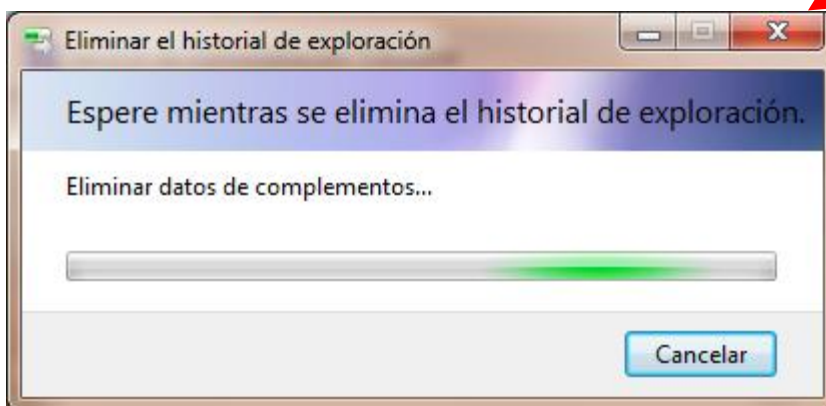 Eliminar el historial de exploración
Espere mientras se elimina el historial de exploración.
Eliminar datos de complementos...
Cancelar